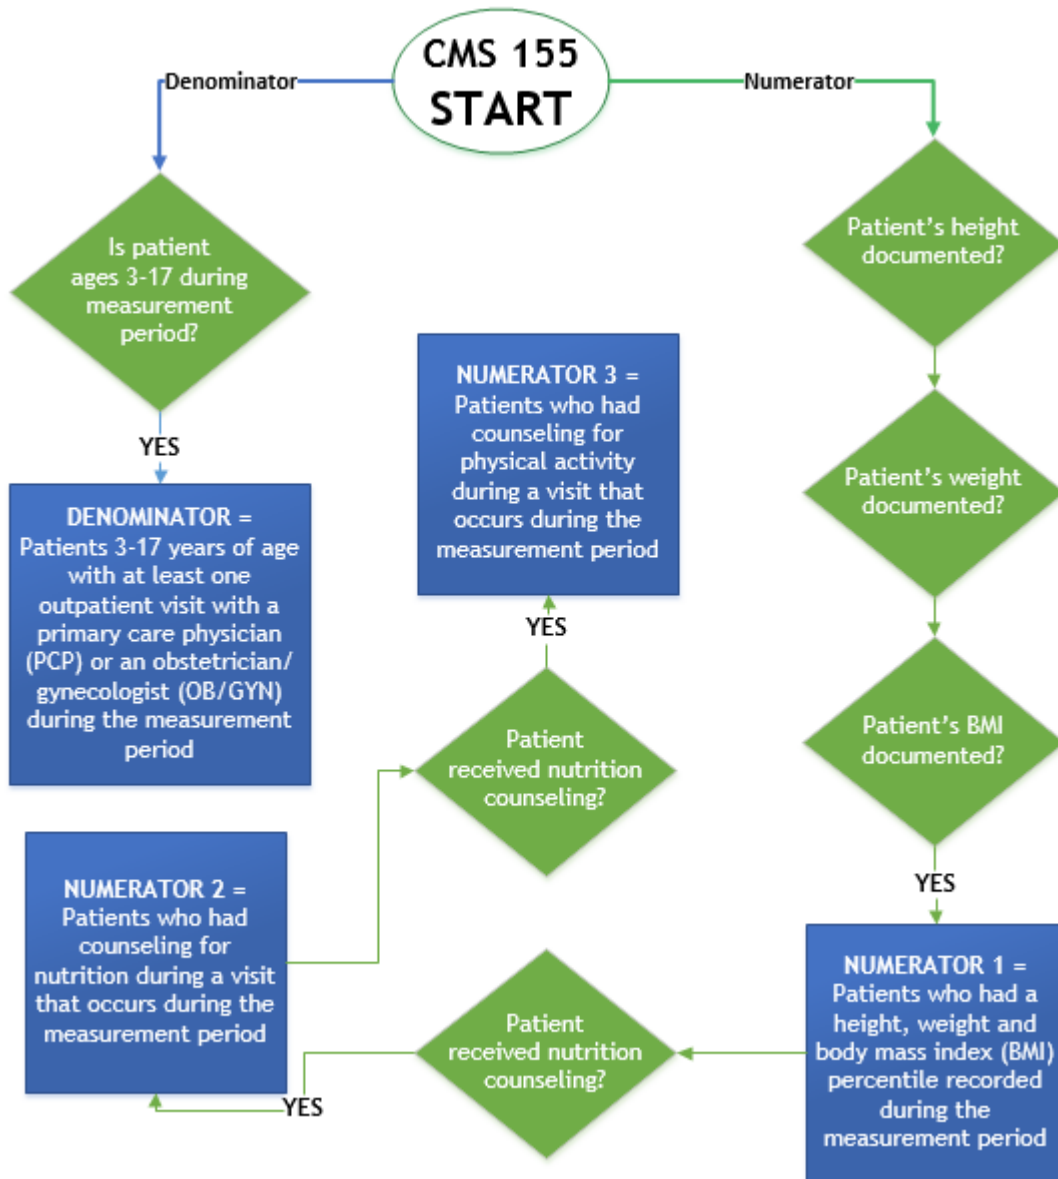 CMS 155
START
Denominator
Numerator
Is patient
ages 3-17 during
measurement
period?
YES
DENOMINATOR =
Patients 3-17 years of age
with at least one
outpatient visit with a
primary care physician
(PCP) or an obstetrician/
gynecologist (OB/GYN)
during the measurement
period
Patient's height
documented?
Patient's weight
documented?
Patient's BMI
documented?
YES
NUMERATOR 1 =
Patients who had a
height, weight and
body mass index (BMI)
percentile recorded
during the
measurement period
Patient
received nutrition
counseling?
YES
NUMERATOR 2 =
Patients who had
counseling for
nutrition during a visit
that occurs during the
measurement period
Patient
received nutrition
counseling?
YES
NUMERATOR 3 =
Patients who had
counseling for
physical activity
during a visit that
occurs during the
measurement period